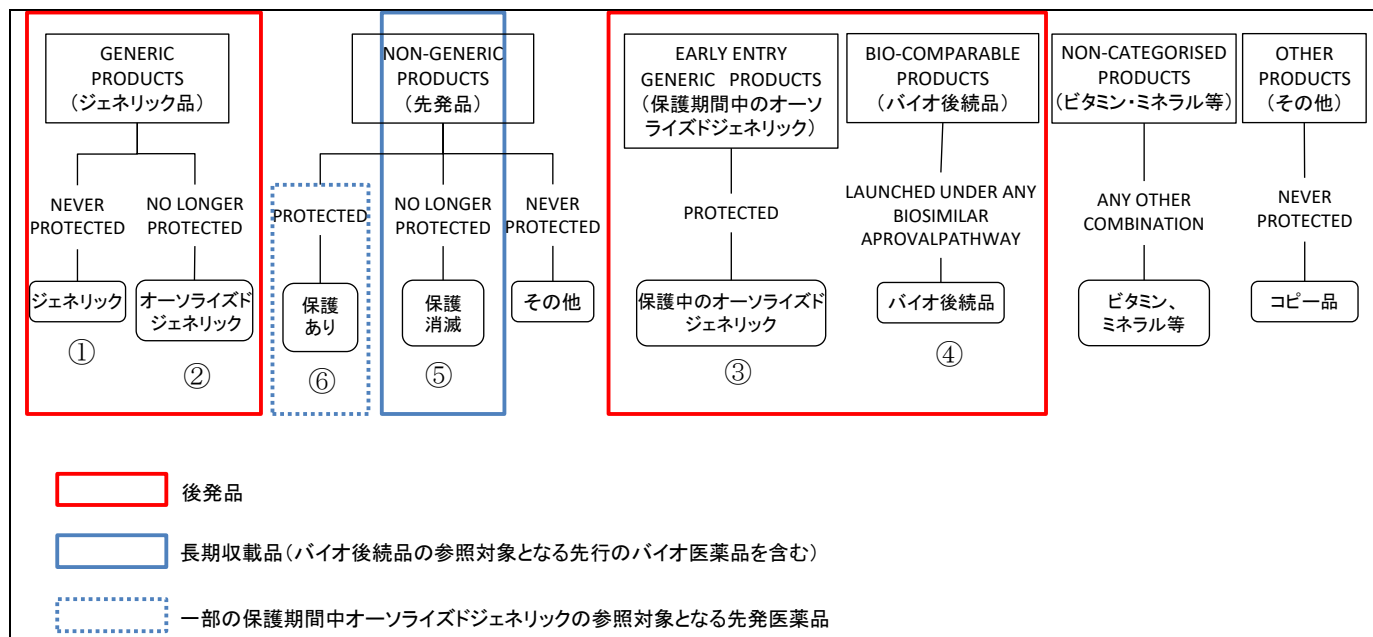 GENERIC
PRODUCTS
（ジェネリック品）
NON-GENERIC
PRODUCTS
（先発品）
EARLY ENTRY
GENERIC PRODUCTS
（保護期間中のオーソ
ライズドジェネリック）
BIO-COMPARABLE
PRODUCTS
（バイオ後続品）
NON-CATEGORISED
PRODUCTS
（ビタミン・ミネラル等）
OTHER
PRODUCTS
（その他）
NEVER
PROTECTED
NO LONGER
PROTECTED
PROTECTED
NO LONGER
PROTECTED
NEVER
PROTECTED
PROTECTED
LAUNCHED UNDER ANY
BIOSIMILAR
APROVALPATHWAY
ANY OTHER
COMBINATION
NEVER
PROTECTED
ジェネリック
オーソライズド
ジェネリック
保護
あり
保護
消滅
その他
保護中のオーソライズド
ジェネリック
バイオ後続品
ビタミン、
ミネラル等
コピー品
①
②
⑥
⑤
③
④
後発品
長期収載品（バイオ後続品の参照対象となる先行のバイオ医薬品を含む）
一部の保護期間中オーソライズドジェネリックの参照対象となる先発医薬品